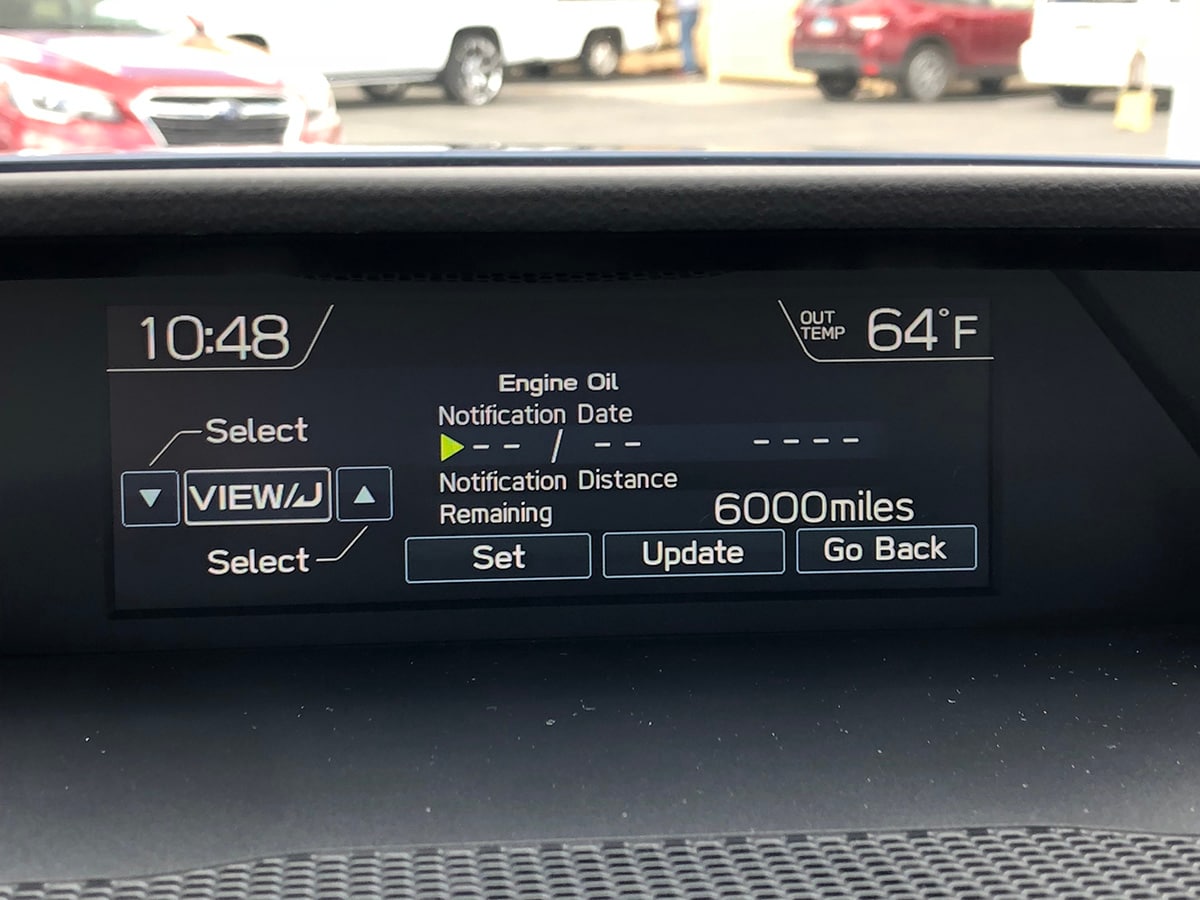 10:48
OUT TEMP 64°F
Engine Oil
Notification Date
-- / -- ----
Select
VIEW/
Select
Notification Distance
Remaining 6000miles
Set Update Go Back